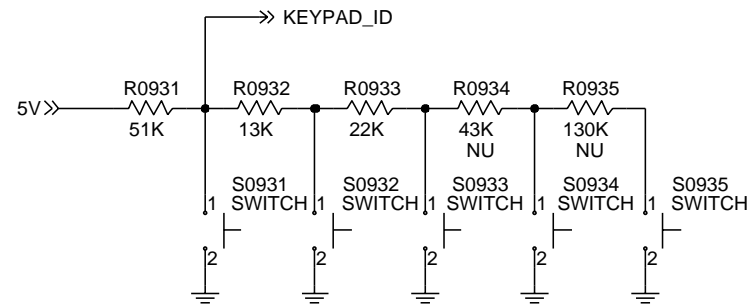 KEYPAD_ID
R0931 R0932 R0933 R0934 R0935
5V
51K 13K 22K 43K 130K
NU NU
S0931 S0932 S0933 S0934 S0935
1 SWITCH 1 SWITCH 1 SWITCH 1 SWITCH 1 SWITCH
2 2 2 2 2